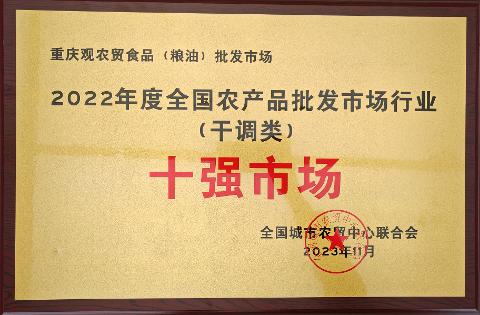 重庆观农贸食品（粮油）批发市场
2022年度全国农产品批发市场行业
（干调类）
十强市场
全国城市农贸中心联合会
2023年11月